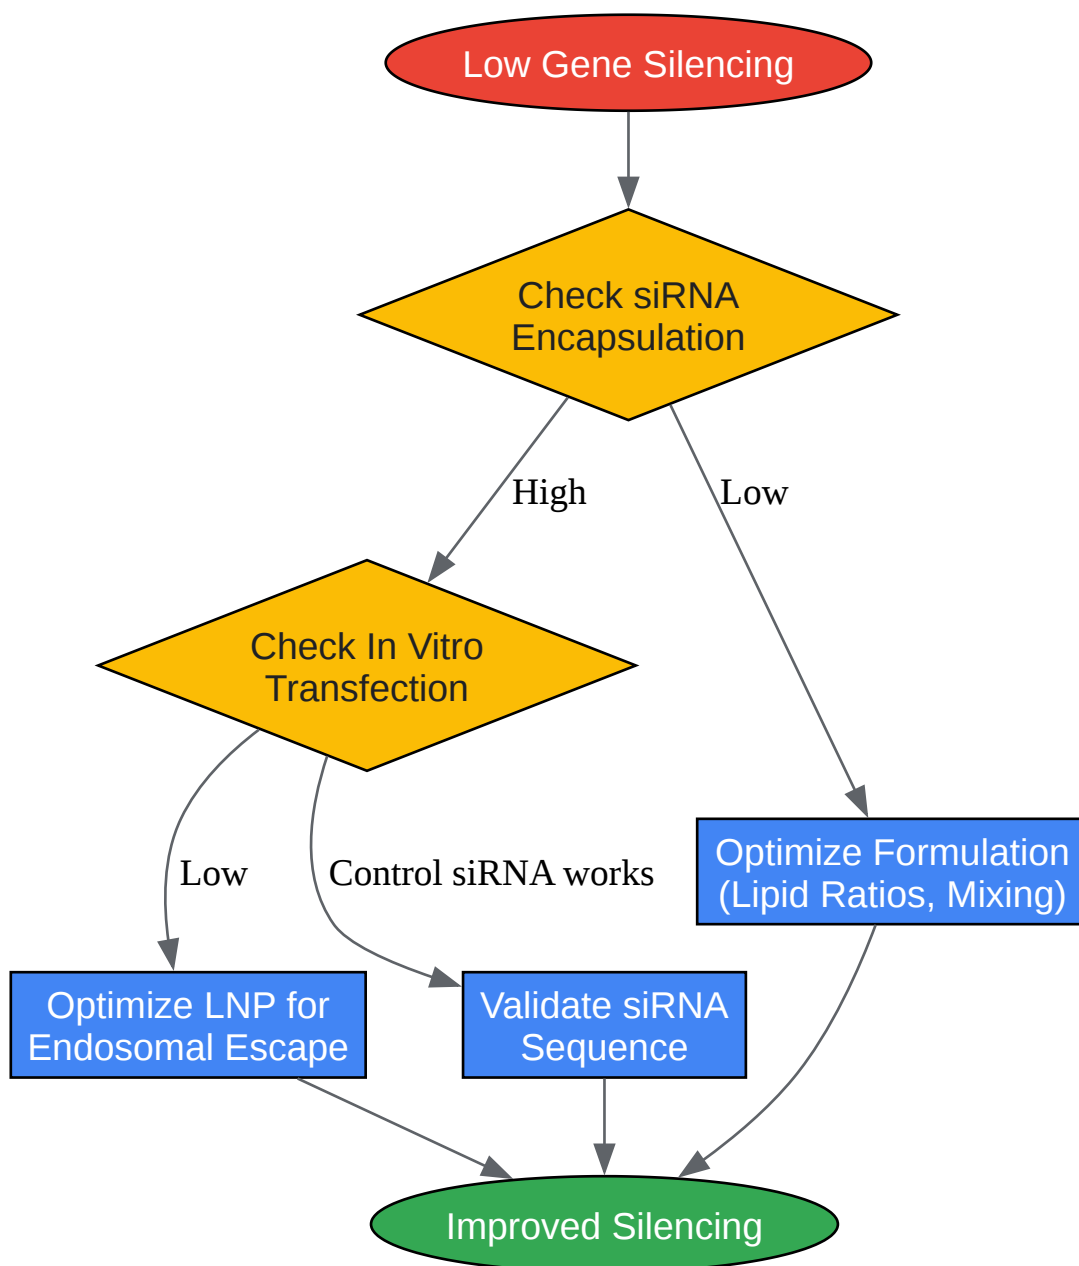 Low Gene Silencing
Check siRNA
Encapsulation
High
Low
Check In Vitro
Transfection
Low
Control siRNA works
Optimize Formulation
(Lipid Ratios, Mixing)
Optimize LNP for
Endosomal Escape
Validate siRNA
Sequence
Improved Silencing